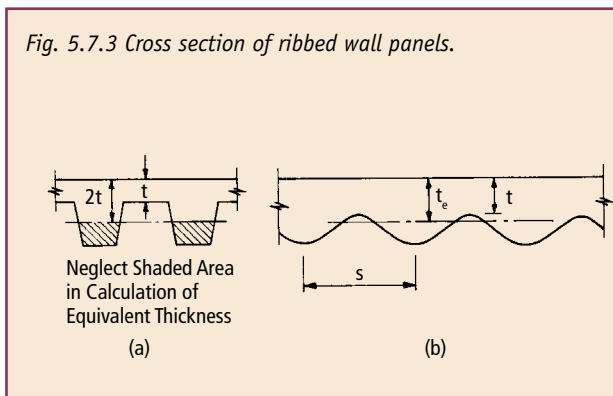 Fig. 5.7.3 Cross section of ribbed wall panels.
2t
t
Neglect Shaded Area
in Calculation of
Equivalent Thickness
(a)
te
t
s
(b)